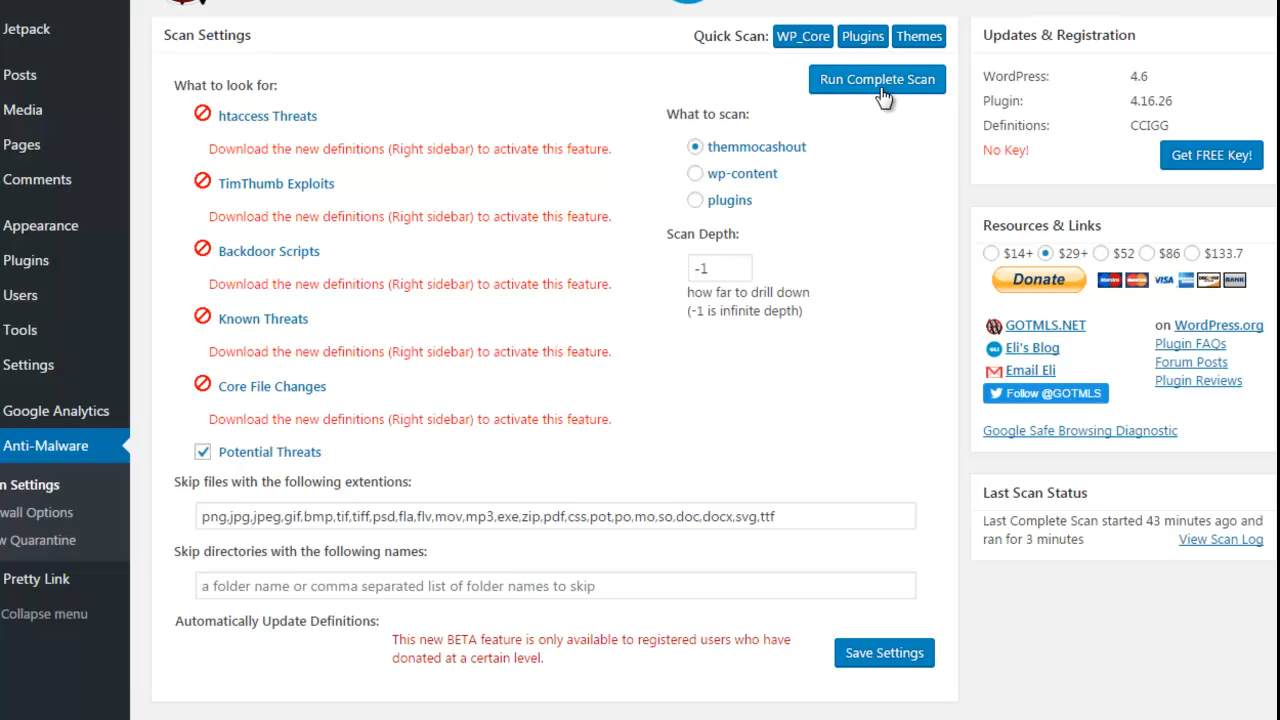 Jetpack
Posts
Media
Pages
Comments
Appearance
Plugins
Users
Tools
Settings
Google Analytics
Anti-Malware
n Settings
wall Options
w Quarantine
Pretty Link
Collapse menu
Scan Settings
Quick Scan: WP_Core Plugins Themes
Run Complete Scan
What to look for:
htaccess Threats
Download the new definitions (Right sidebar) to activate this feature.
TimThumb Exploits
Download the new definitions (Right sidebar) to activate this feature.
Backdoor Scripts
Download the new definitions (Right sidebar) to activate this feature.
Known Threats
Download the new definitions (Right sidebar) to activate this feature.
Core File Changes
Download the new definitions (Right sidebar) to activate this feature.
Potential Threats
What to scan:
themmocashout
wp-content
plugins
Scan Depth:
-1
how far to drill down
(-1 is infinite depth)
Skip files with the following extentions:
png,jpg,jpeg,gif,bmp,tif,tiff,psd,fla,flv,mov,mp3,exe,zip,pdf,css,pot,po,mo,so,doc,docx,svg,ttf
Skip directories with the following names:
a folder name or comma separated list of folder names to skip
Automatically Update Definitions:
This new BETA feature is only available to registered users who have
donated at a certain level.
Save Settings
Updates & Registration
WordPress: 4.6
Plugin: 4.16.26
Definitions: CCIGG
No Key! Get FREE Key!
Resources & Links
$14+ $29+ $52 $86 $133.7
Donate VISA BANK
GOTMLS.NET
Eli's Blog
Email Eli
Follow @GOTMLS
on WordPress.org
Plugin FAQs
Forum Posts
Plugin Reviews
Google Safe Browsing Diagnostic
Last Scan Status
Last Complete Scan started 43 minutes ago and
ran for 3 minutes View Scan Log